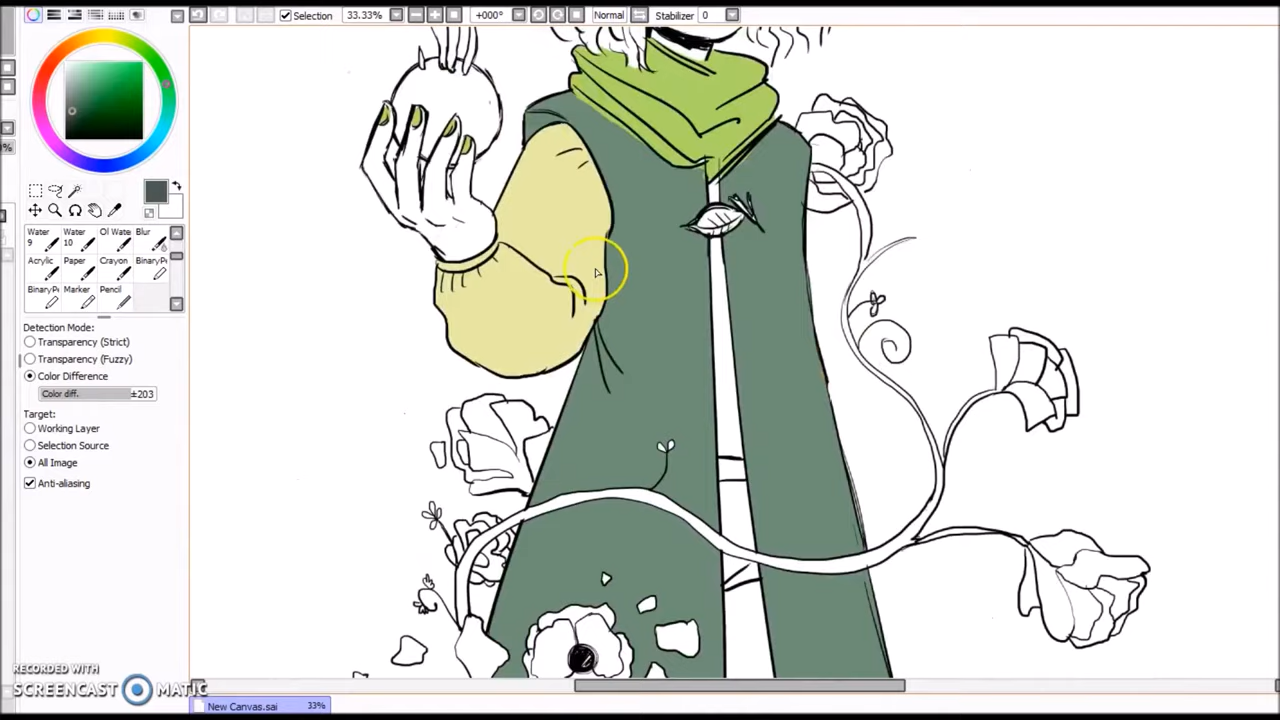 Selection 33.33% +000° Normal Stabilizer 0
Water Water Ol Wate Blur
9 10
Acrylic Paper Crayon BinaryPe
BinaryPe Marker Pencil
Detection Mode:
Transparency (Strict)
Transparency (Fuzzy)
Color Difference
Color diff. ±203
Target:
Working Layer
Selection Source
All Image
Anti-aliasing
RECORDED WITH
SCREENCAST MATIC
New Canvas.sai 33%